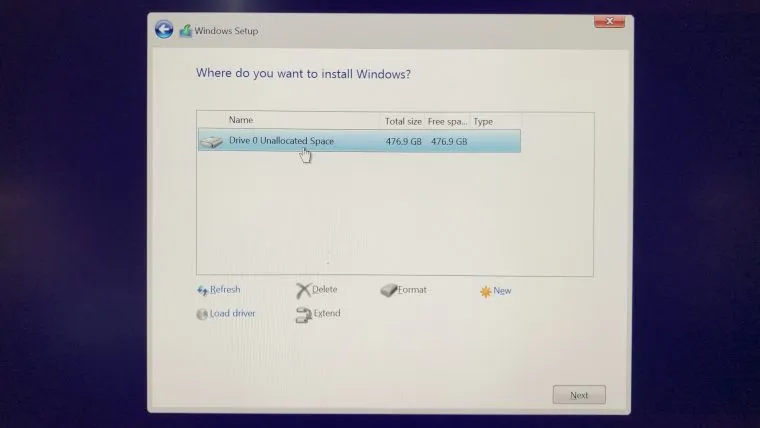 Windows Setup
Where do you want to install Windows?
Name Total size Free spa... Type
Drive 0 Unallocated Space 476.9 GB 476.9 GB
Refresh Delete Format New
Load driver Extend
Next